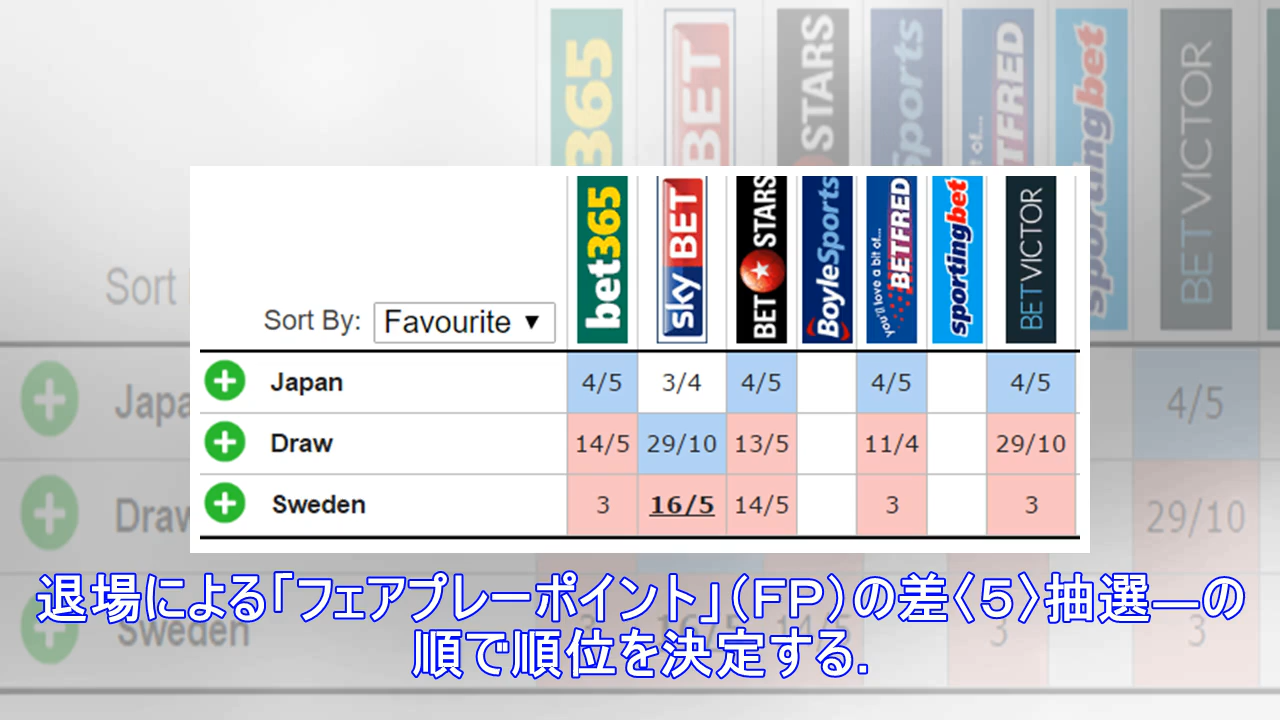 bet365 sky BET BET STARS BoyleSports you'll love a bit of... BETFRED sportingbet BETVICTOR
Sort By: Favourite ▼
Japan 4/5 3/4 4/5 4/5 4/5
Draw 14/5 29/10 13/5 11/4 29/10
Sweden 3 16/5 14/5 3 3
退場による「フェアプレーポイント」（ＦＰ）の差〈５〉抽選―の
順で順位を決定する.